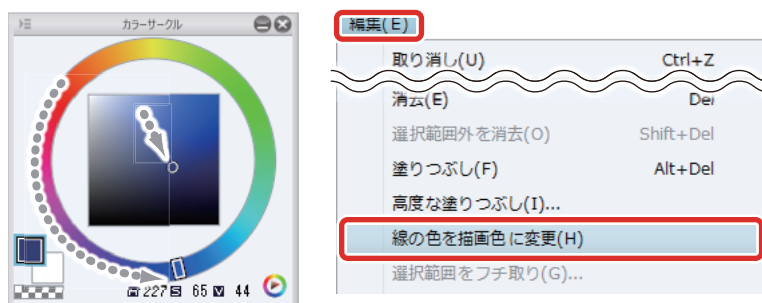 カラーサークル
227 S 65 V 44
編集(E)
取り消し(U) Ctrl+Z
消去(E) Del
選択範囲外を消去(O) Shift+Del
塗りつぶし(F) Alt+Del
高度な塗りつぶし(I)...
線の色を描画色に変更(H)
選択範囲をフチ取り(G)...